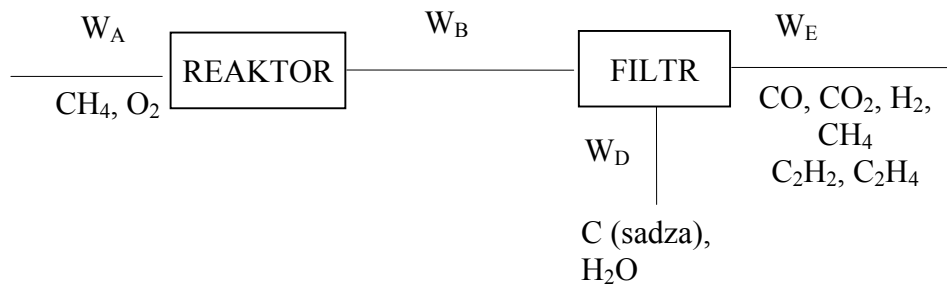 W_A
REAKTOR
CH₄, O₂
W_B
FILTR
W_D
C (sadza),
H₂O
W_E
CO, CO₂, H₂,
CH₄
C₂H₂, C₂H₄